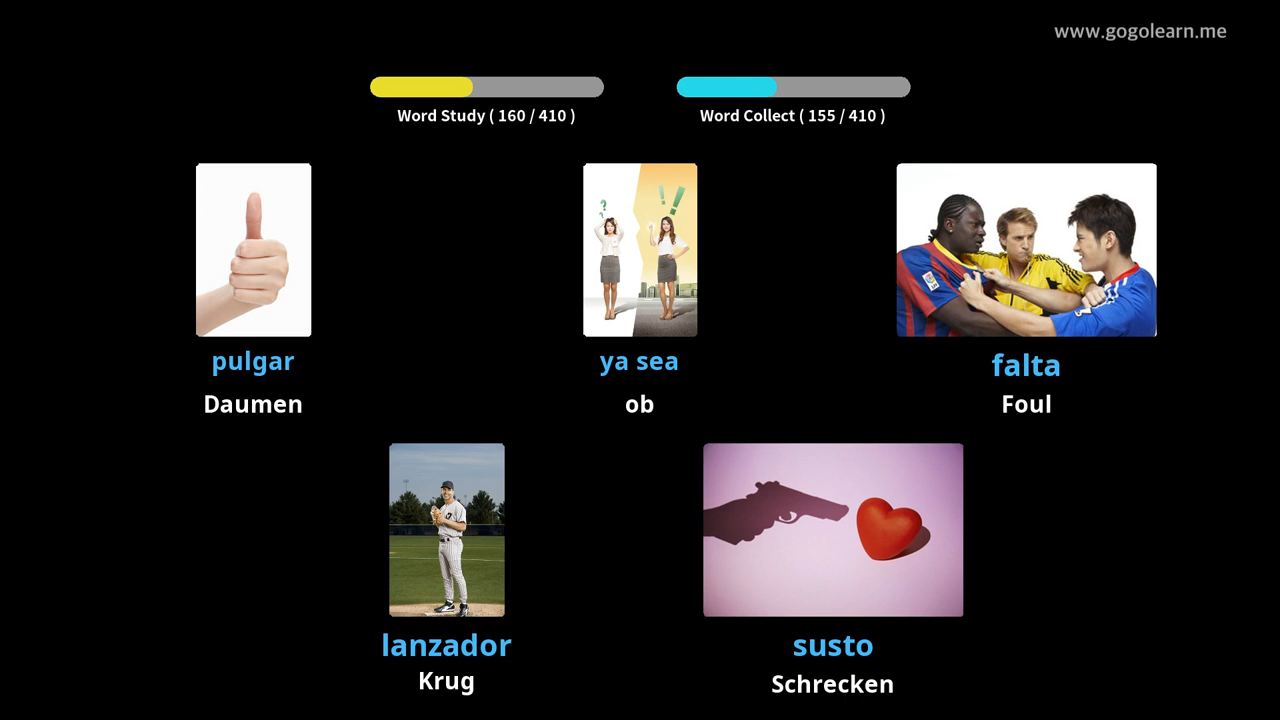 www.gogolearn.me
Word Study ( 160 / 410 )
Word Collect ( 155 / 410 )
pulgar
Daumen
ya sea
ob
falta
Foul
lanzador
Krug
susto
Schrecken